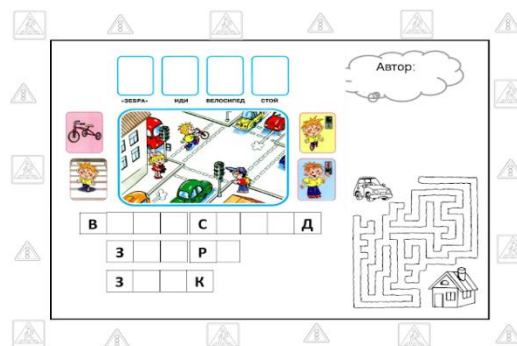 Автор:
«ЗЕБРА» ИДИ ВЕЛОСИПЕД СТОЙ
В С Д
З Р
З К